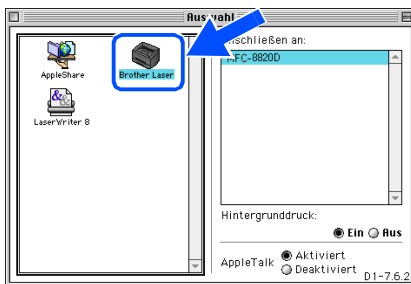 Auswahl
Anschließen an:
AppleShare
Brother Laser
MFC-8820D
LaserWriter 8
Hintergrunddruck:
Ein Aus
AppleTalk
Aktiviert
Deaktiviert
D1-7.6.2